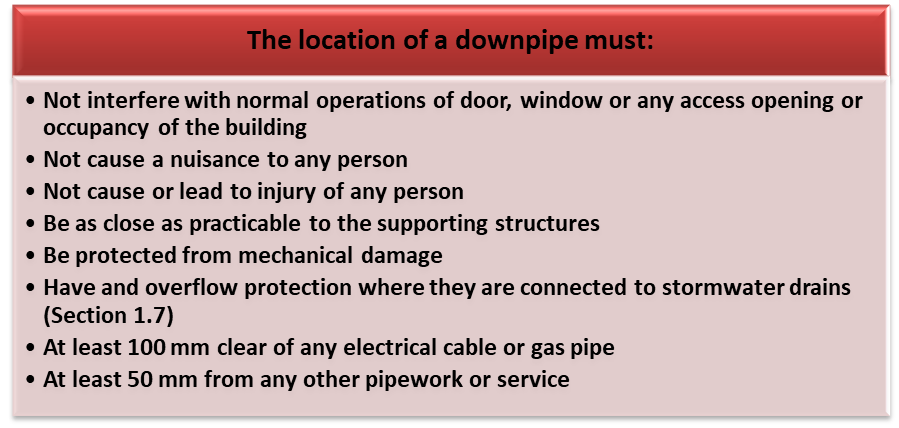 The location of a downpipe must:
• Not interfere with normal operations of door, window or any access opening or
occupancy of the building
• Not cause a nuisance to any person
• Not cause or lead to injury of any person
• Be as close as practicable to the supporting structures
• Be protected from mechanical damage
• Have and overflow protection where they are connected to stormwater drains
(Section 1.7)
• At least 100 mm clear of any electrical cable or gas pipe
• At least 50 mm from any other pipework or service